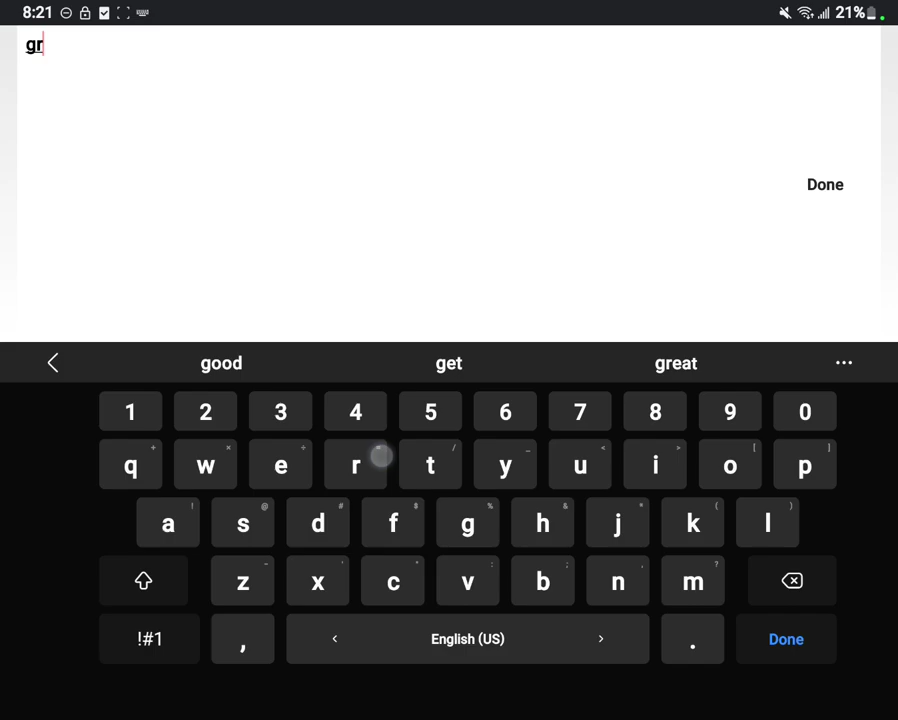 8:21 21%
gr
Done
good get great ...
1 2 3 4 5 6 7 8 9 0
q + w × e ÷ r = t / y _ u < i > o [ p ]
a ! s @ d # f $ g % h & j * k ( l )
z - x ' c " v : b ; n , m ?
!#1 , < English (US) > . Done